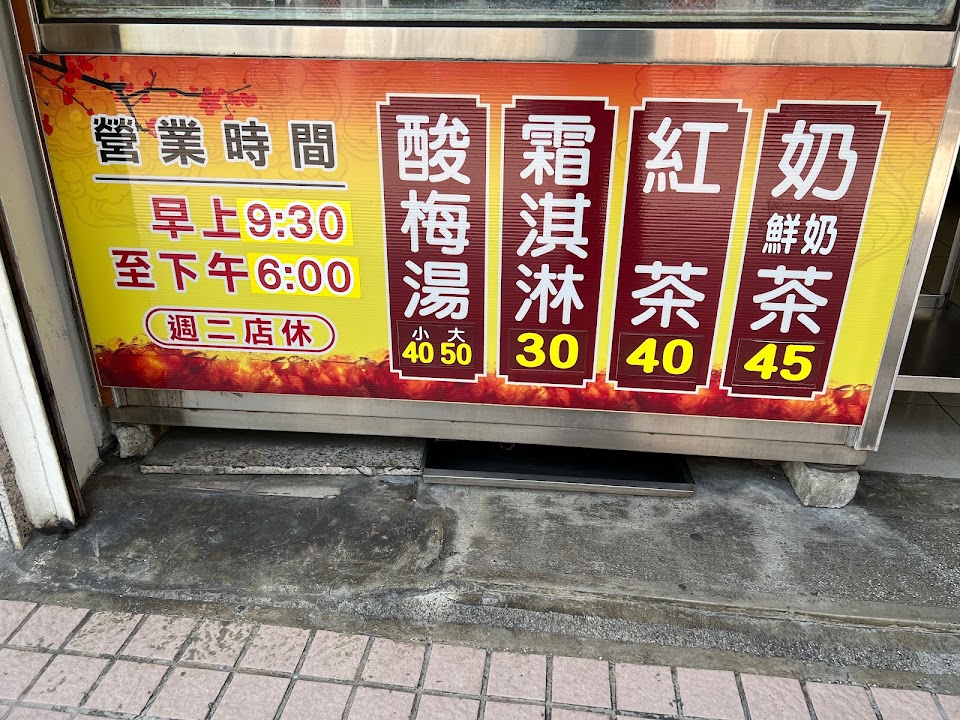 營業時間
早上9:30
至下午6:00
週二店休
酸梅湯
小 大
40 50
霜淇淋
30
紅茶
40
奶茶
鮮奶
45